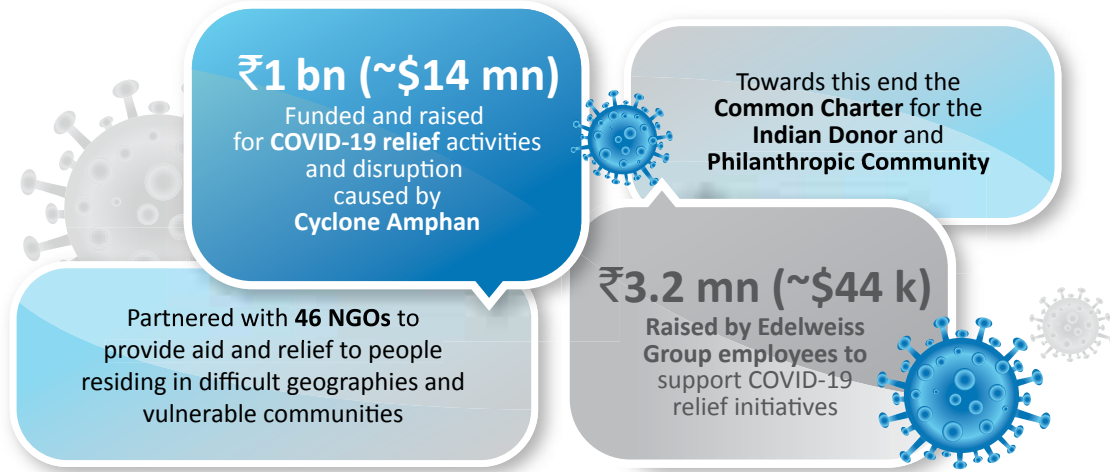 ₹1 bn (~$14 mn)
Funded and raised
for COVID-19 relief activities
and disruption
caused by
Cyclone Amphan
Towards this end the
Common Charter for the
Indian Donor and
Philanthropic Community
Partnered with 46 NGOs to
provide aid and relief to people
residing in difficult geographies and
vulnerable communities
₹3.2 mn (~$44 k)
Raised by Edelweiss
Group employees to
support COVID-19
relief initiatives